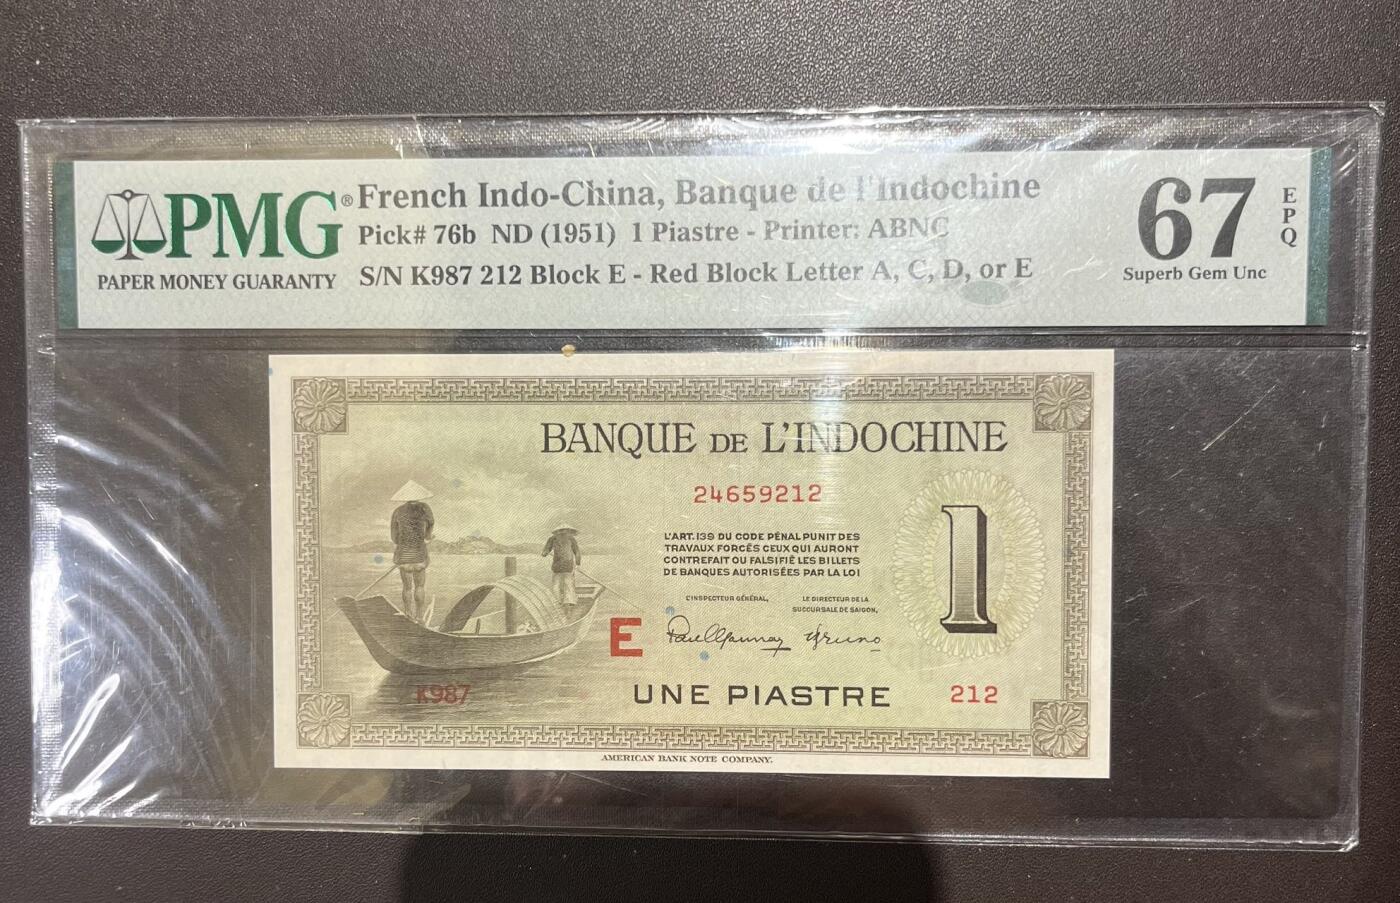 PMG®
PAPER MONEY GUARANTY
French Indo-China, Banque de l'Indochine
Pick# 76b ND (1951) 1 Piastre - Printer: ABNC
S/N K987 212 Block E - Red Block Letter A, C, D, or E
67
EPQ
Superb Gem Unc
BANQUE DE L'INDOCHINE
24659212
L'ART. 139 DU CODE PÉNAL PUNIT DES
TRAVAUX FORCÉS CEUX QUI AURONT
CONTREFAIT OU FALSIFIÉ LES BILLETS
DE BANQUES AUTORISÉES PAR LA LOI
1
L'INSPECTEUR GÉNÉRAL,
LE DIRECTEUR DE LA
SUCCURSALE DE SAIGON,
E
K987
UNE PIASTRE
212
AMERICAN BANK NOTE COMPANY.